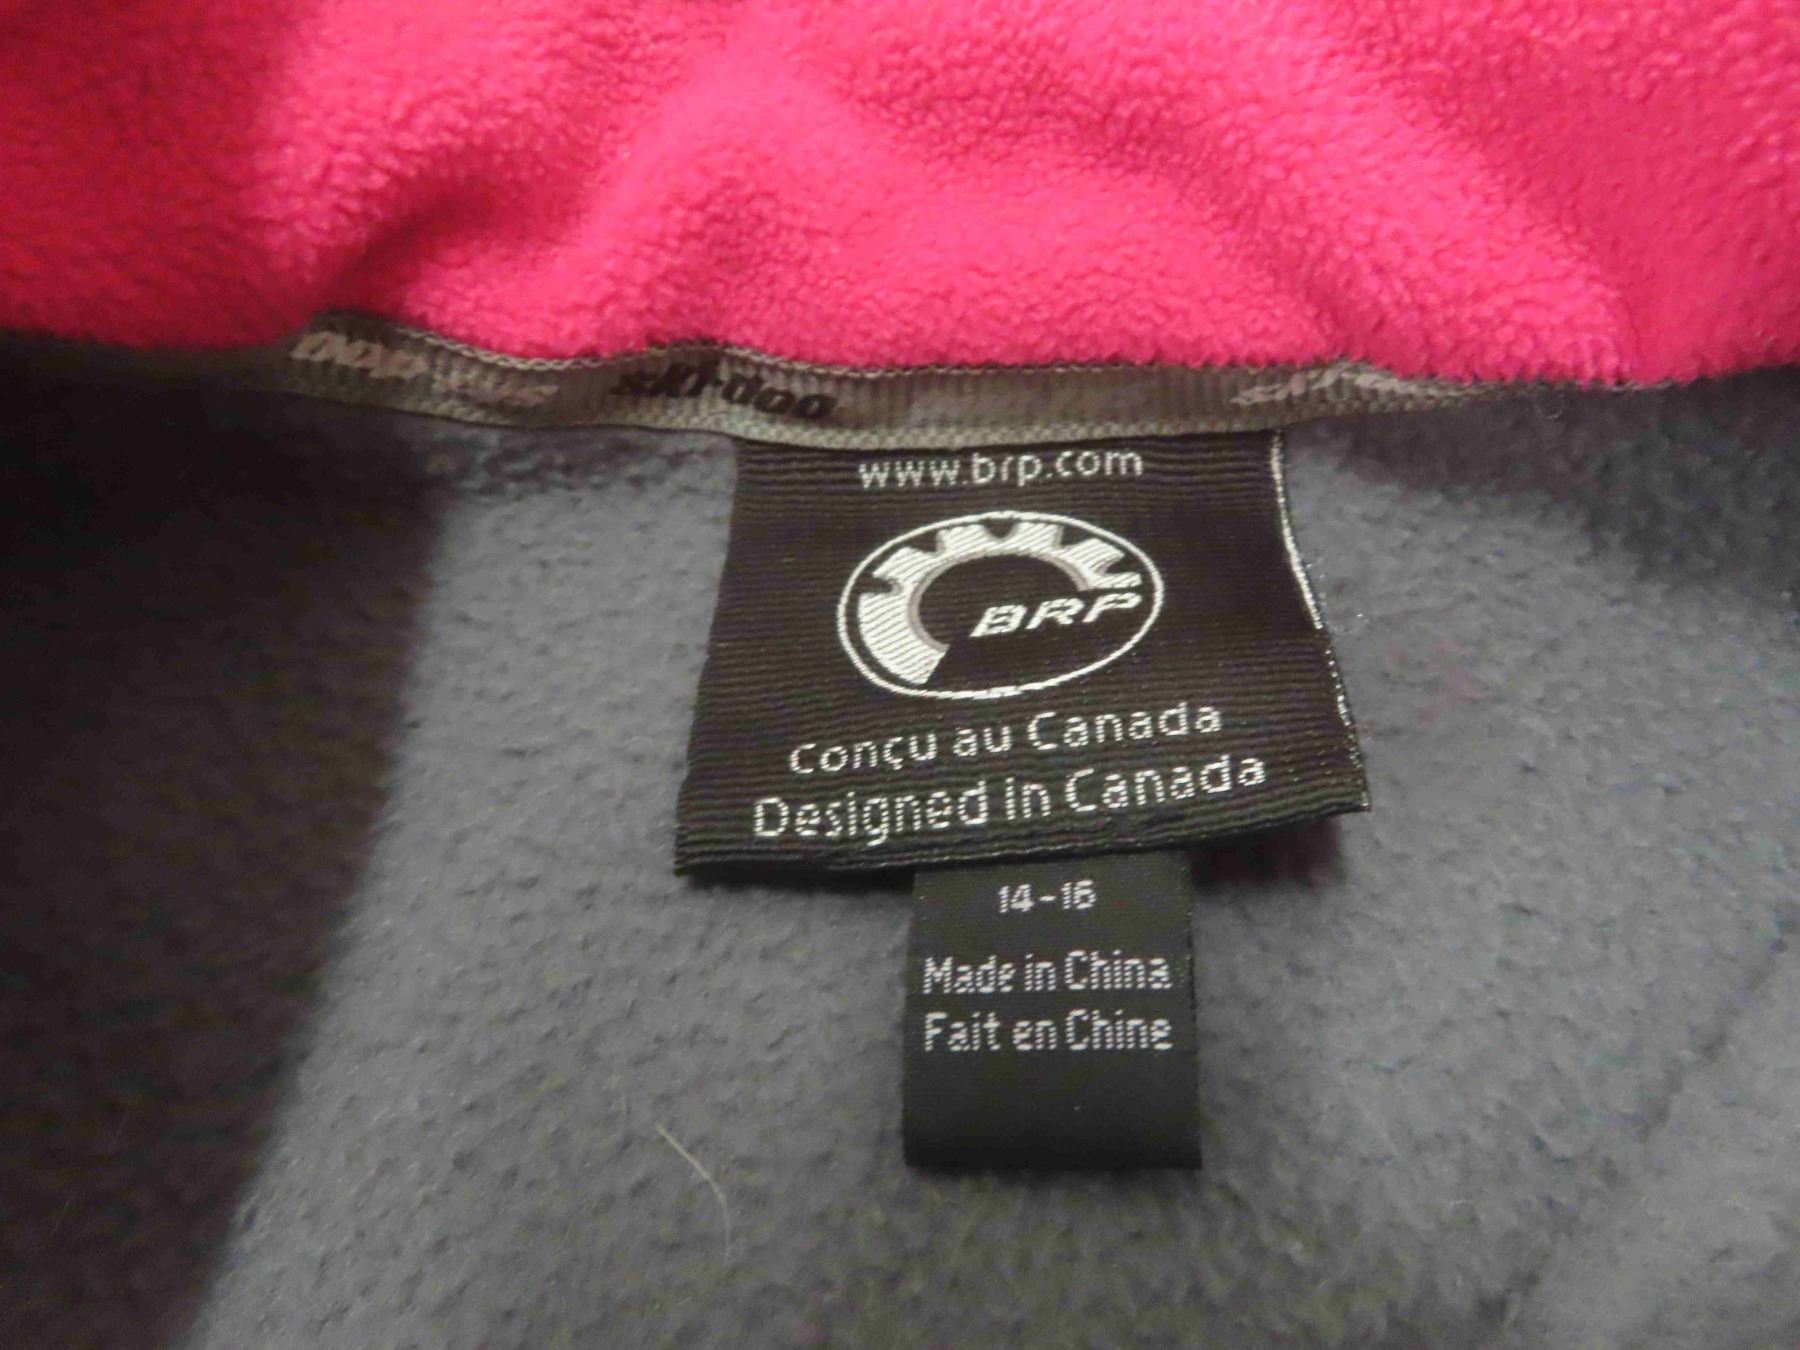 ski-doo
www.brp.com
BRP
Conçu au Canada
Designed in Canada
14-16
Made in China
Fait en Chine